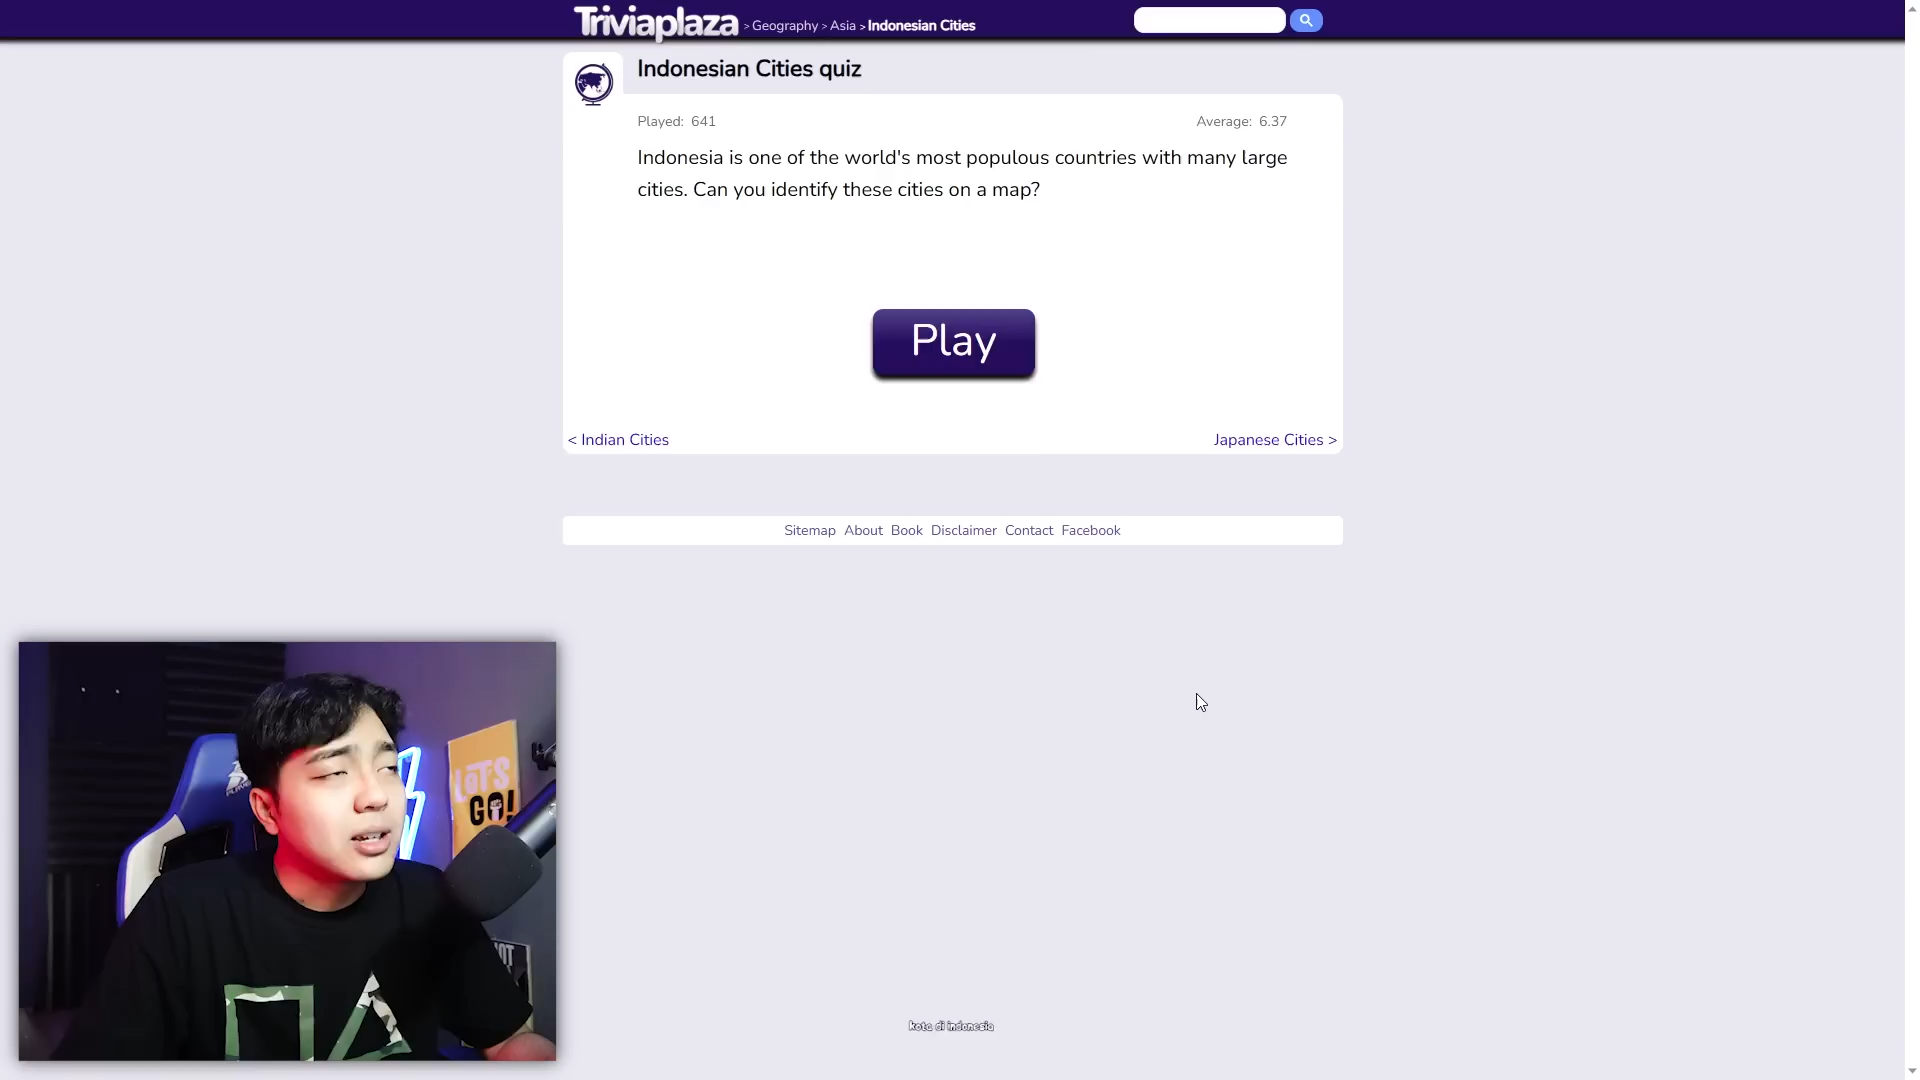 Triviaplaza > Geography > Asia > Indonesian Cities
Indonesian Cities quiz
Played: 641
Average: 6.37
Indonesia is one of the world's most populous countries with many large
cities. Can you identify these cities on a map?
Play
< Indian Cities
Japanese Cities >
Sitemap About Book Disclaimer Contact Facebook
LOTS
GO!
kota di indonesia